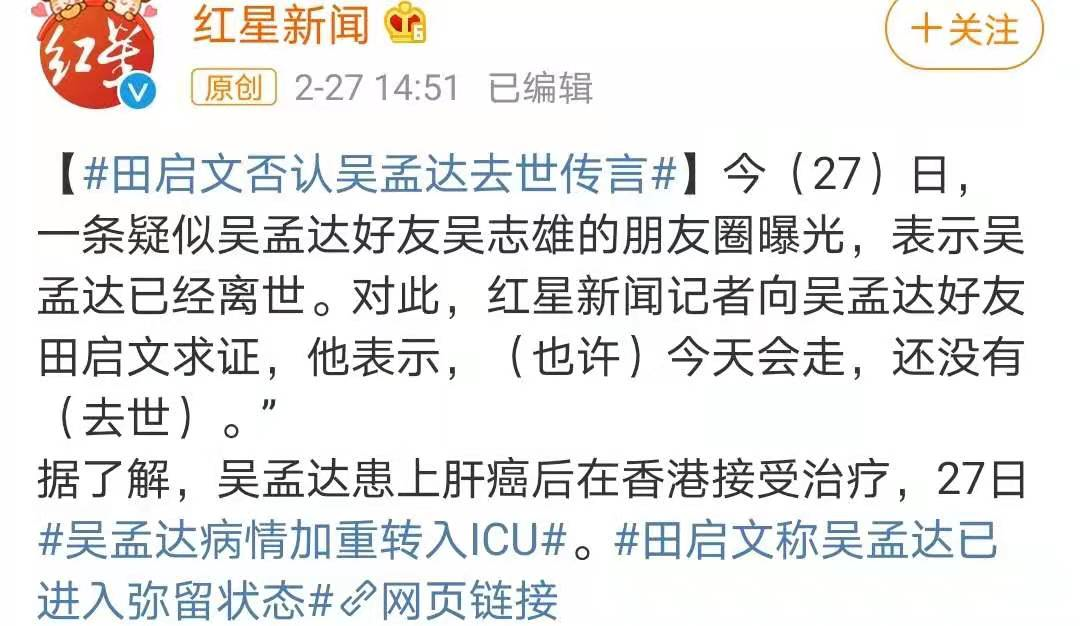 红星
红星新闻
+关注
原创 2-27 14:51 已编辑
【#田启文否认吴孟达去世传言#】今（27）日，
一条疑似吴孟达好友吴志雄的朋友圈曝光，表示吴
孟达已经离世。对此，红星新闻记者向吴孟达好友
田启文求证，他表示，（也许）今天会走，还没有
（去世）。”
据了解，吴孟达患上肝癌后在香港接受治疗，27日
#吴孟达病情加重转入ICU#。#田启文称吴孟达已
进入弥留状态#网页链接